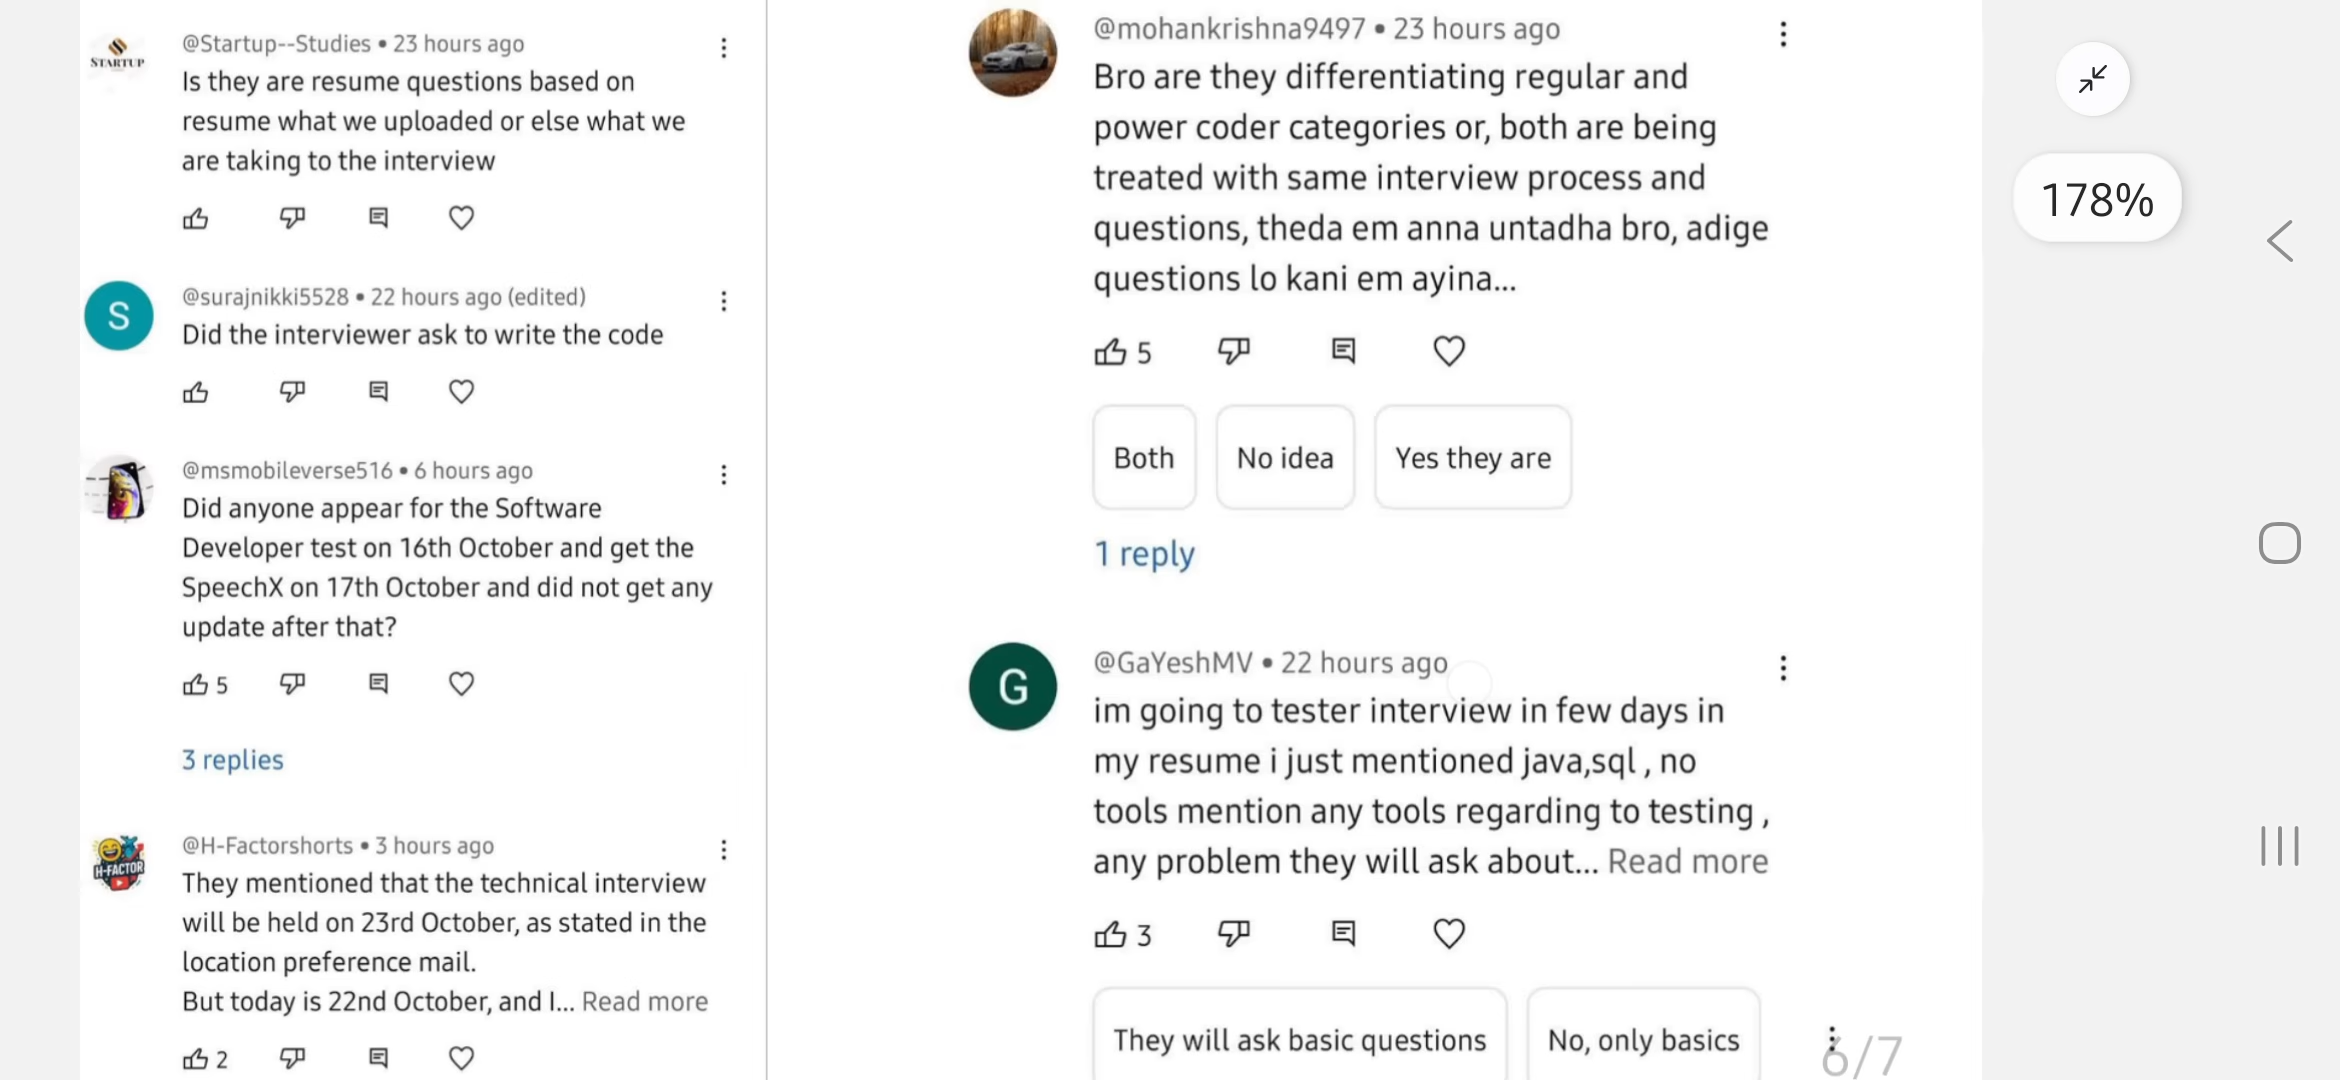 STARTUP
@Startup--Studies • 23 hours ago
Is they are resume questions based on
resume what we uploaded or else what we
are taking to the interview
S
@surajnikki5528 • 22 hours ago (edited)
Did the interviewer ask to write the code
@msmobileverse516 • 6 hours ago
Did anyone appear for the Software
Developer test on 16th October and get the
SpeechX on 17th October and did not get any
update after that?
5
3 replies
H-FACTOR
@H-Factorshorts • 3 hours ago
They mentioned that the technical interview
will be held on 23rd October, as stated in the
location preference mail.
But today is 22nd October, and I... Read more
2
@mohankrishna9497 • 23 hours ago
Bro are they differentiating regular and
power coder categories or, both are being
treated with same interview process and
questions, theda em anna untadha bro, adige
questions lo kani em ayina...
5
Both No idea Yes they are
1 reply
G
@GaYeshMV • 22 hours ago
im going to tester interview in few days in
my resume i just mentioned java,sql , no
tools mention any tools regarding to testing ,
any problem they will ask about... Read more
3
They will ask basic questions No, only basics
6/7
178%